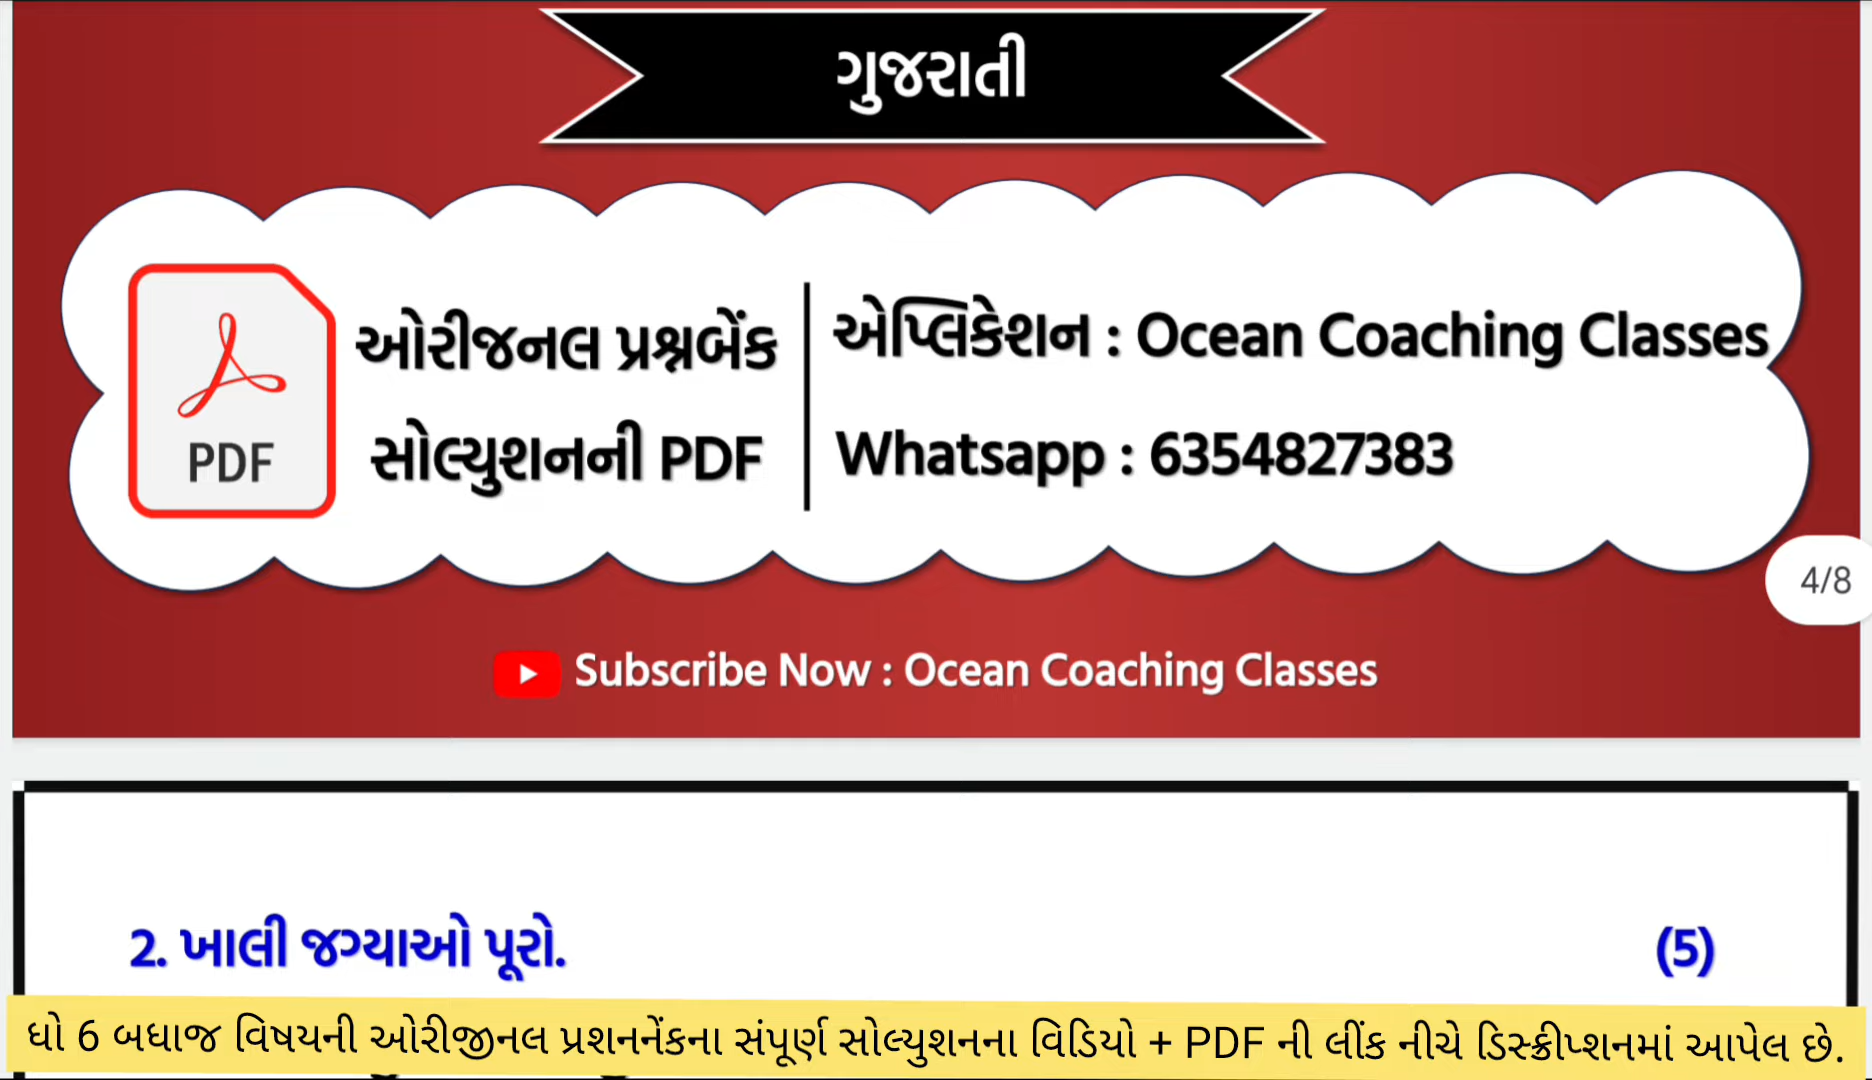 ગુજરાતી
ઓરીજનલ પ્રશ્નબેંક
સોલ્યુશનની PDF
એપ્લિકેશન : Ocean Coaching Classes
Whatsapp : 6354827383
PDF
4/8
Subscribe Now : Ocean Coaching Classes
2. ખાલી જગ્યાઓ પૂરો. (5)
ધો 6 બધાજ વિષયની ઓરીજીનલ પ્રશનનેંકના સંપૂર્ણ સોલ્યુશનના વિડિયો + PDF ની લીંક નીચે ડિસ્ક્રીપ્શનમાં આપેલ છે.